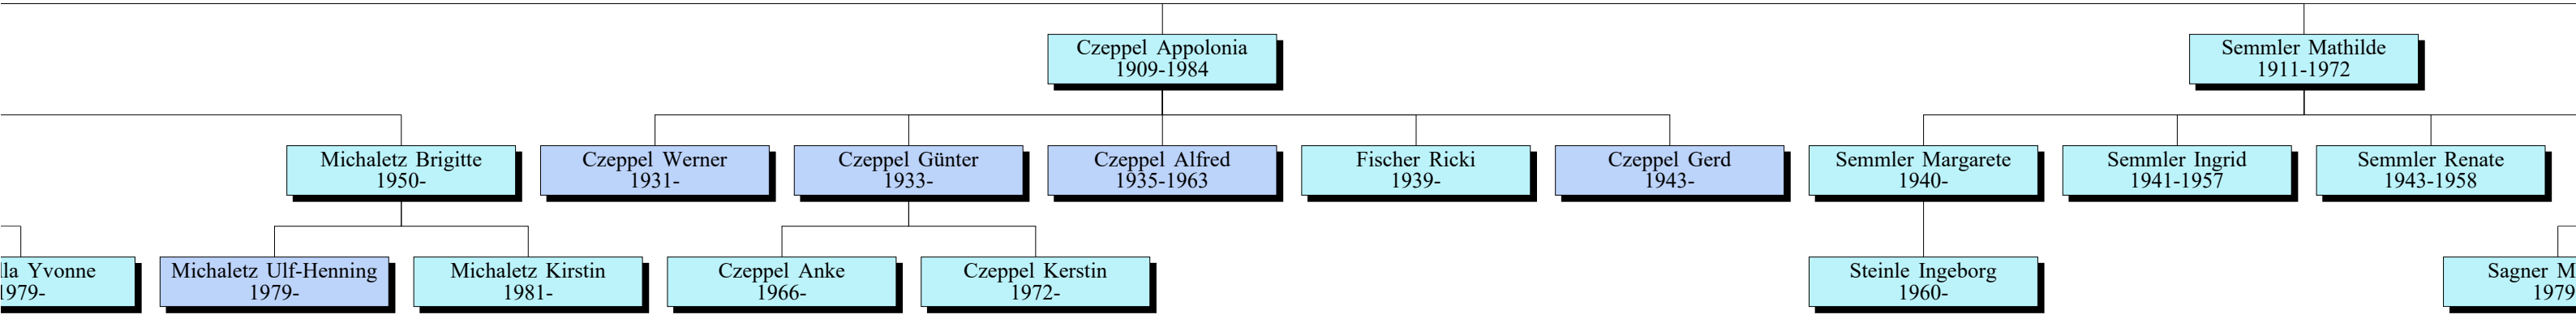 Czeppel Appolonia
1909-1984
Semmler Mathilde
1911-1972
Michaletz Brigitte
1950-
Czeppel Werner
1931-
Czeppel Günter
1933-
Czeppel Alfred
1935-1963
Fischer Ricki
1939-
Czeppel Gerd
1943-
Semmler Margarete
1940-
Semmler Ingrid
1941-1957
Semmler Renate
1943-1958
lla Yvonne
1979-
Michaletz Ulf-Henning
1979-
Michaletz Kirstin
1981-
Czeppel Anke
1966-
Czeppel Kerstin
1972-
Steinle Ingeborg
1960-
Sagner M
1979